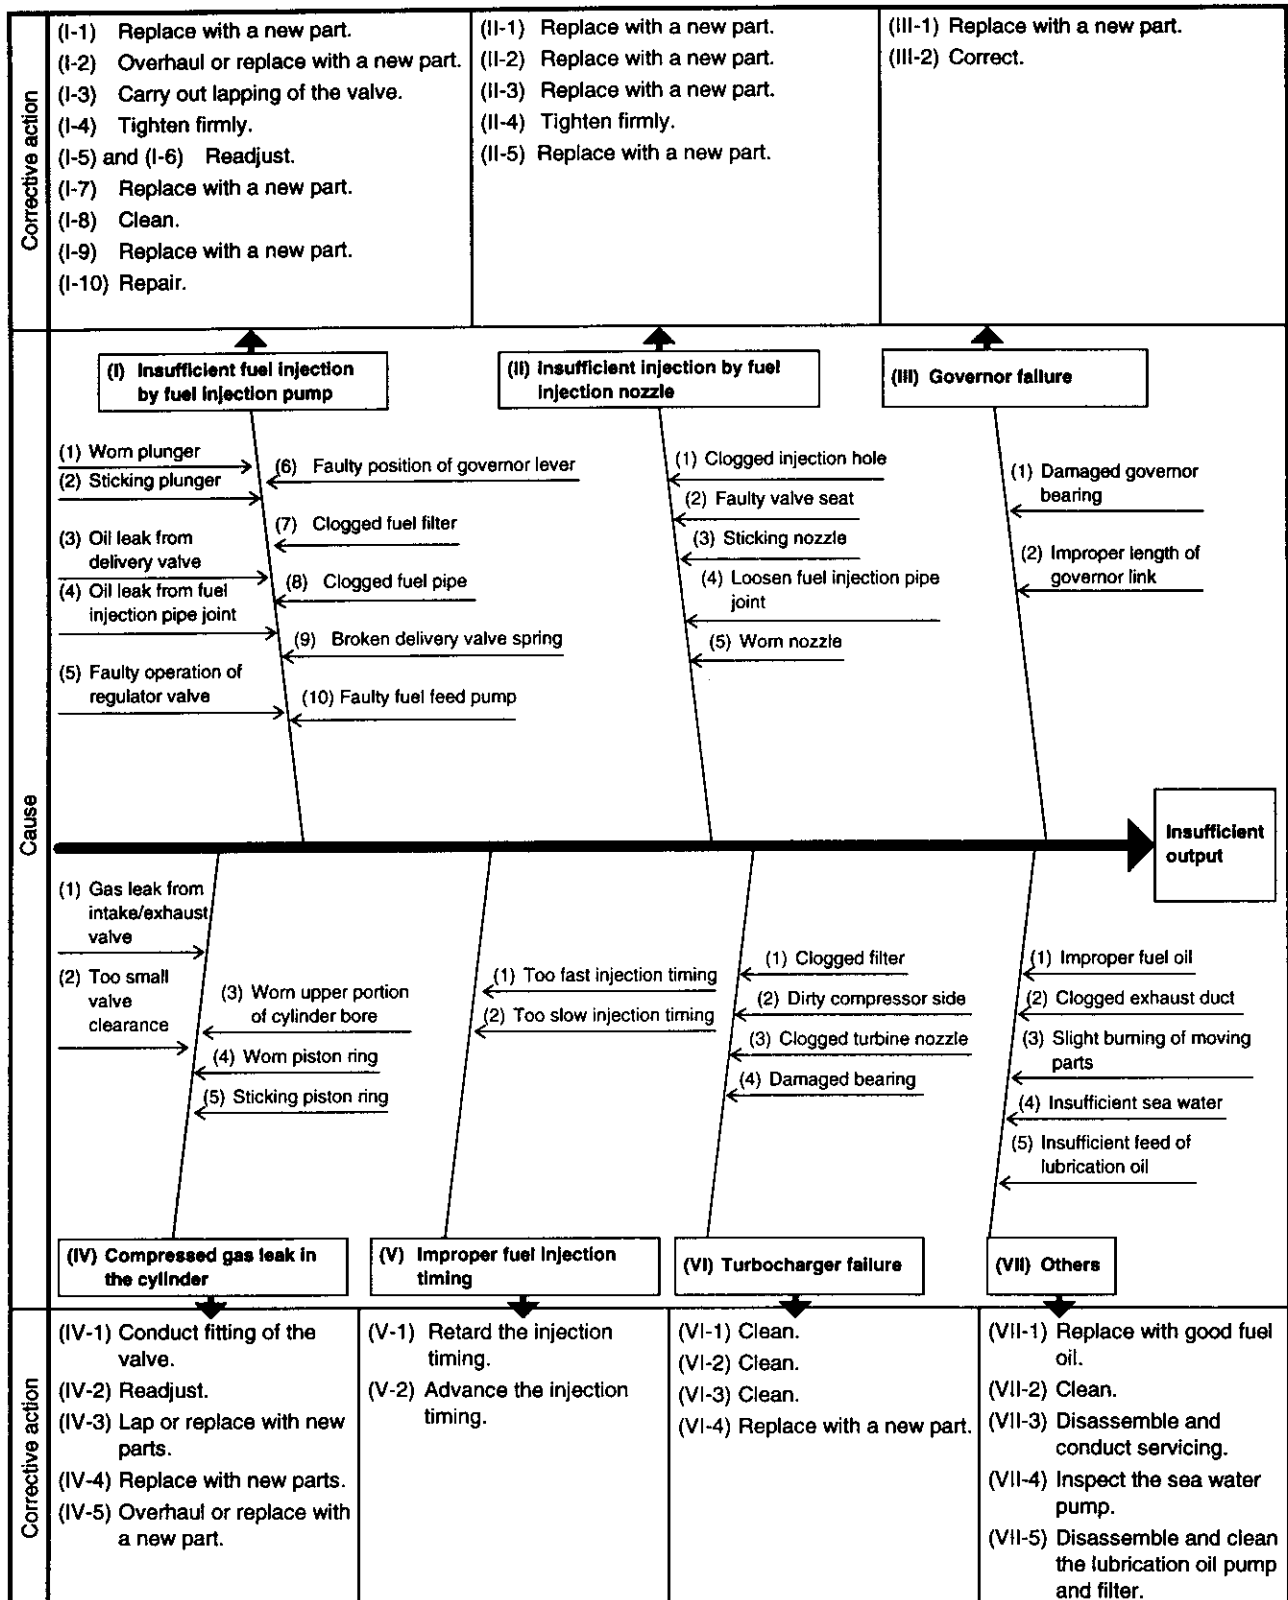 Corrective action
(I-1) Replace with a new part.
(I-2) Overhaul or replace with a new part.
(I-3) Carry out lapping of the valve.
(I-4) Tighten firmly.
(I-5) and (I-6) Readjust.
(I-7) Replace with a new part.
(I-8) Clean.
(I-9) Replace with a new part.
(I-10) Repair.
(II-1) Replace with a new part.
(II-2) Replace with a new part.
(II-3) Replace with a new part.
(II-4) Tighten firmly.
(II-5) Replace with a new part.
(III-1) Replace with a new part.
(III-2) Correct.
Cause
(I) Insufficient fuel injection
by fuel injection pump
(1) Worn plunger
(2) Sticking plunger
(3) Oil leak from
delivery valve
(4) Oil leak from fuel
injection pipe joint
(5) Faulty operation of
regulator valve
(6) Faulty position of governor lever
(7) Clogged fuel filter
(8) Clogged fuel pipe
(9) Broken delivery valve spring
(10) Faulty fuel feed pump
(II) Insufficient injection by fuel
injection nozzle
(1) Clogged injection hole
(2) Faulty valve seat
(3) Sticking nozzle
(4) Loosen fuel injection pipe
joint
(5) Worn nozzle
(III) Governor failure
(1) Damaged governor
bearing
(2) Improper length of
governor link
Insufficient
output
(1) Gas leak from
intake/exhaust
valve
(2) Too small
valve
clearance
(3) Worn upper portion
of cylinder bore
(4) Worn piston ring
(5) Sticking piston ring
(IV) Compressed gas leak in
the cylinder
(1) Too fast injection timing
(2) Too slow injection timing
(V) Improper fuel injection
timing
(1) Clogged filter
(2) Dirty compressor side
(3) Clogged turbine nozzle
(4) Damaged bearing
(VI) Turbocharger failure
(1) Improper fuel oil
(2) Clogged exhaust duct
(3) Slight burning of moving
parts
(4) Insufficient sea water
(5) Insufficient feed of
lubrication oil
(VII) Others
Corrective action
(IV-1) Conduct fitting of the
valve.
(IV-2) Readjust.
(IV-3) Lap or replace with new
parts.
(IV-4) Replace with new parts.
(IV-5) Overhaul or replace with
a new part.
(V-1) Retard the injection
timing.
(V-2) Advance the injection
timing.
(VI-1) Clean.
(VI-2) Clean.
(VI-3) Clean.
(VI-4) Replace with a new part.
(VII-1) Replace with good fuel
oil.
(VII-2) Clean.
(VII-3) Disassemble and
conduct servicing.
(VII-4) Inspect the sea water
pump.
(VII-5) Disassemble and clean
the lubrication oil pump
and filter.